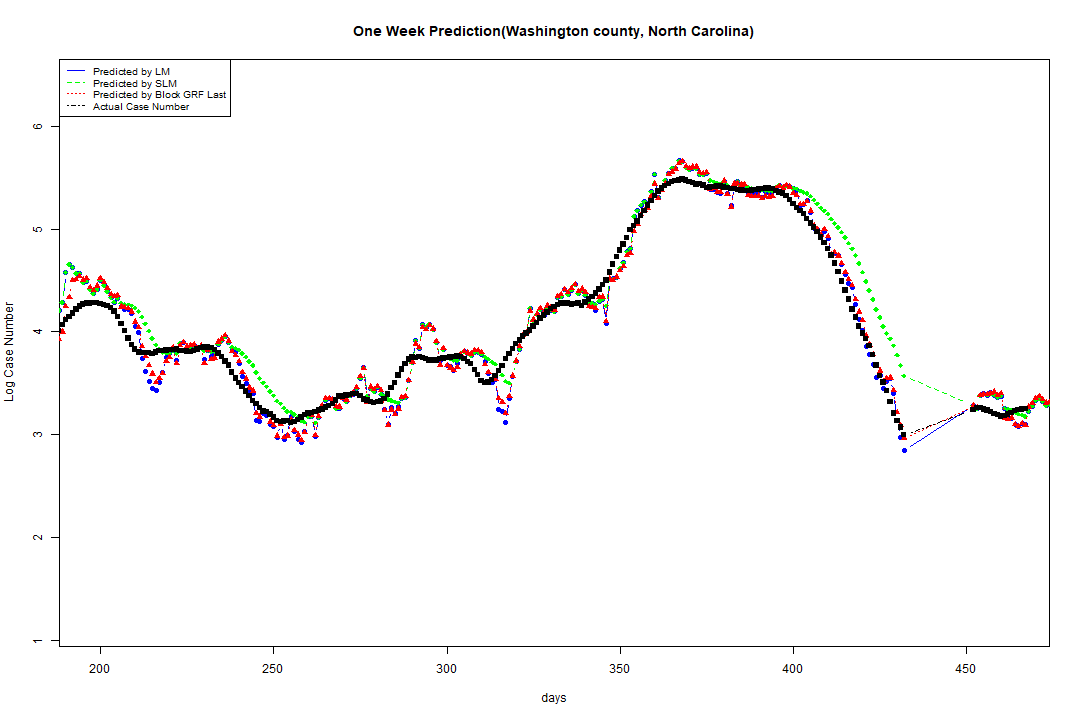 One Week Prediction(Washington county, North Carolina)
Predicted by LM
Predicted by SLM
Predicted by Block GRF Last
Actual Case Number
Log Case Number
6
5
4
3
2
1
200 250 300 350 400 450
days